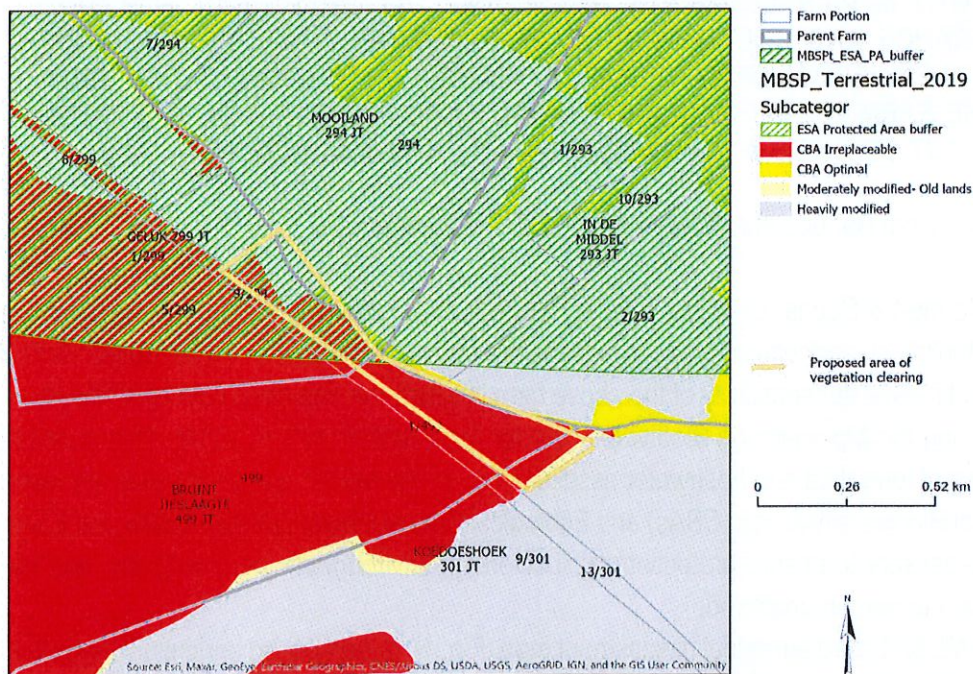 7/294
MOOILAND
294 JT
294
1/293
6/299
10/293
GELUK 299 JT
1/299
IN DE
MIDDEL
293 JT
5/299
2/293
499
499 JT
KOEDOESHOEK
301 JT
9/301
13/301
Source: Esri, Maxar, GeoEye, Earthstar Geographics, CNES/Airbus DS, USDA, USGS, AeroGRID, IGN, and the GIS User Community
Farm Portion
Parent Farm
MBSPt_ESA_PA_buffer
MBSP_Terrestrial_2019
Subcategor
ESA Protected Area buffer
CBA Irreplaceable
CBA Optimal
Moderately modified- Old lands
Heavily modified
Proposed area of
vegetation clearing
0 0.26 0.52 km
N